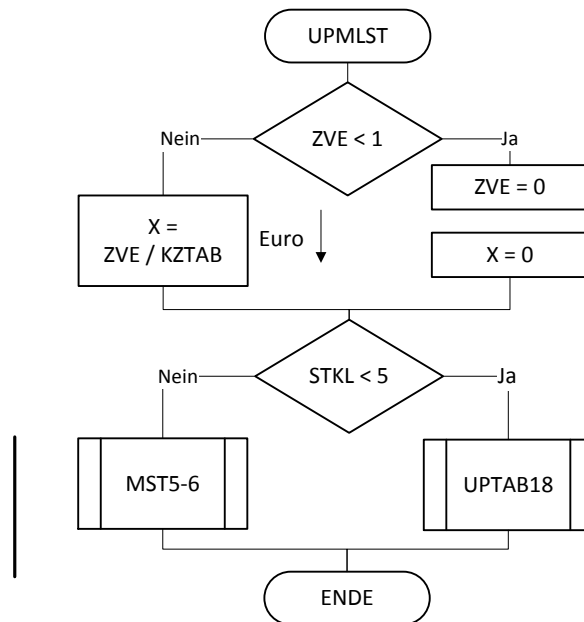 UPMLST
ZVE < 1
Nein
Ja
ZVE = 0
X =
ZVE / KZTAB
Euro
X = 0
STKL < 5
Nein
Ja
MST5-6
UPTAB18
ENDE